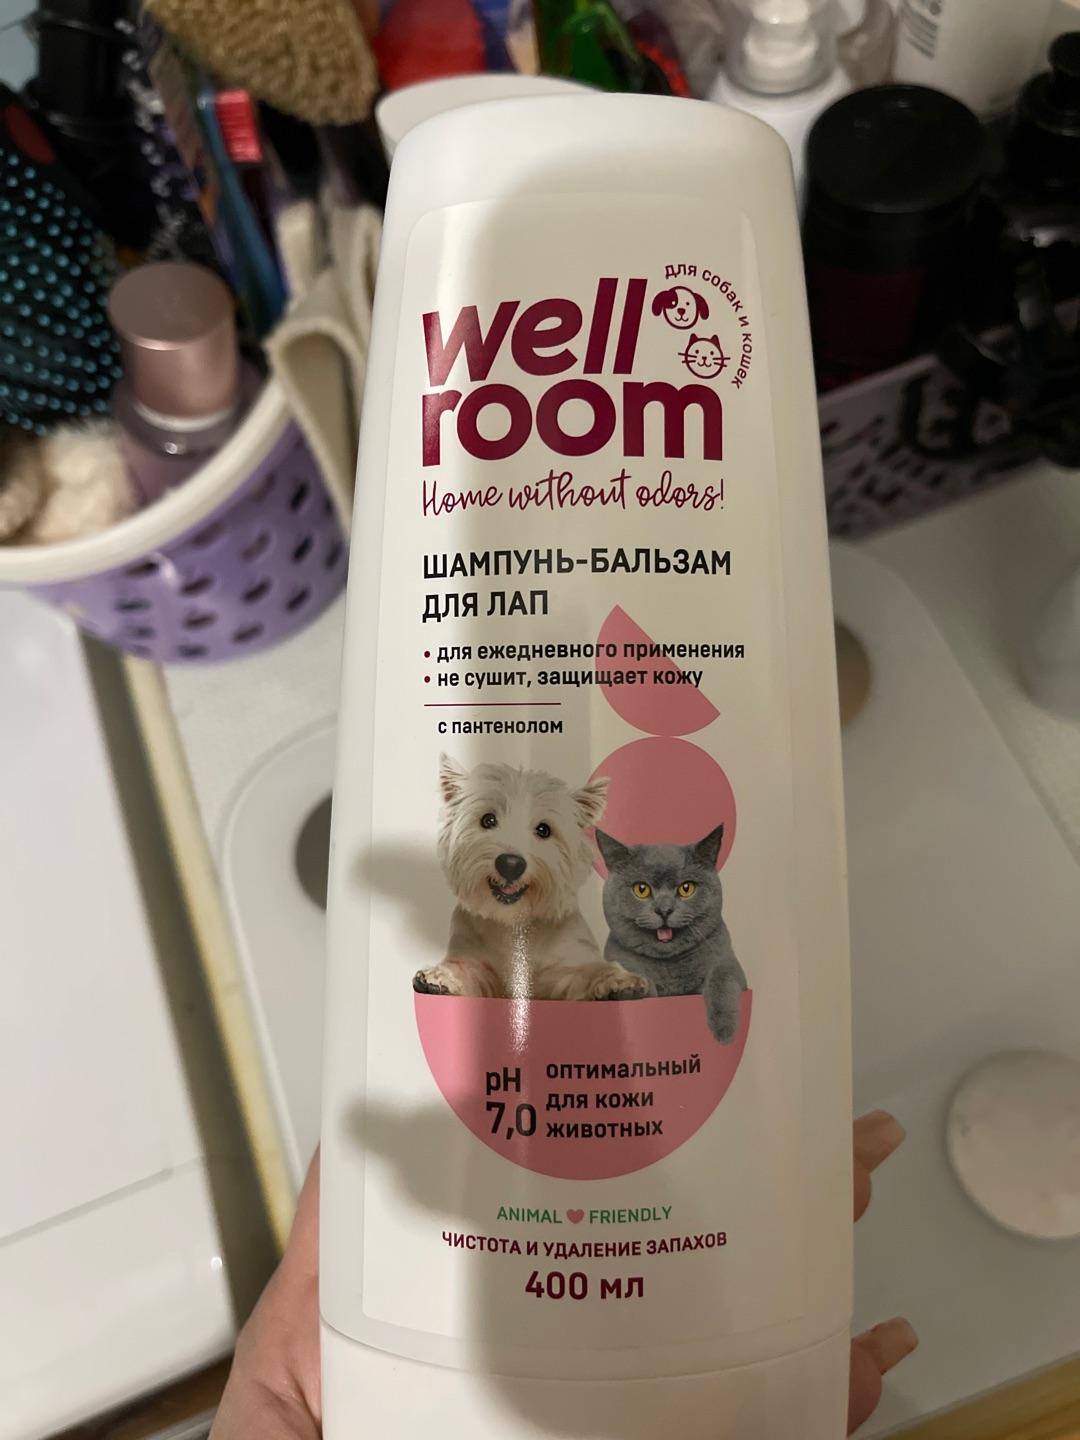 well
room
для собак и кошек
Home without odors!
ШАМПУНЬ-БАЛЬЗАМ
ДЛЯ ЛАП
• для ежедневного применения
• не сушит, защищает кожу
с пантенолом
pH
7,0
оптимальный
для кожи
животных
ANIMAL FRIENDLY
ЧИСТОТА И УДАЛЕНИЕ ЗАПАХОВ
400 мл